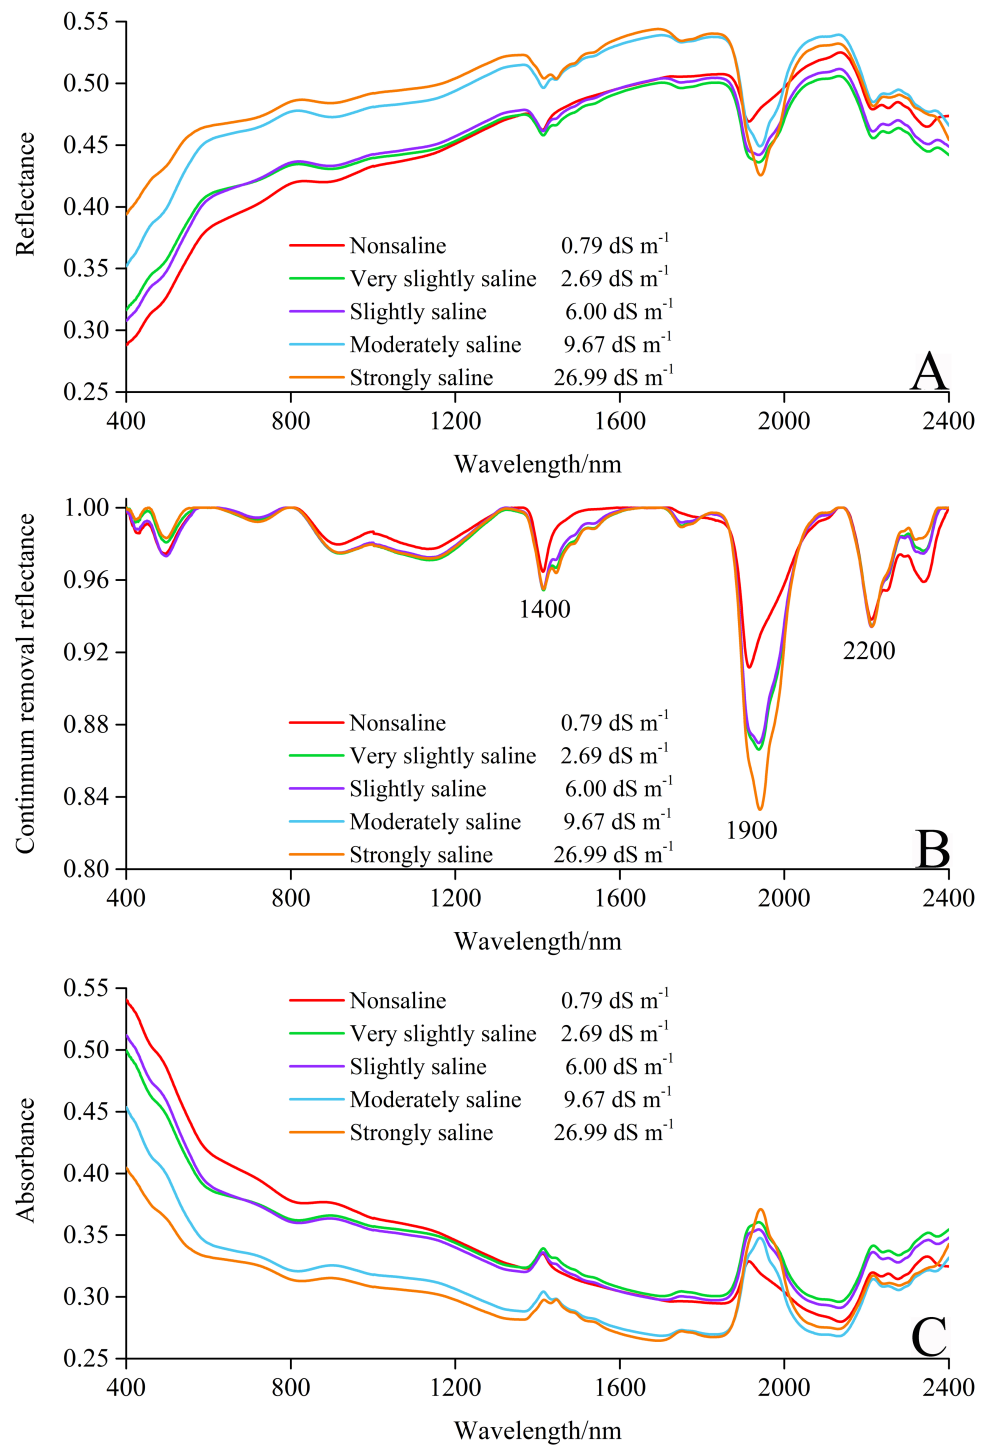 0.55
0.50
0.45
0.40
0.35
0.30
0.25
Reflectance
Nonsaline 0.79 dS m-1
Very slightly saline 2.69 dS m-1
Slightly saline 6.00 dS m-1
Moderately saline 9.67 dS m-1
Strongly saline 26.99 dS m-1
A
400 800 1200 1600 2000 2400
Wavelength/nm
1.00
0.96
0.92
0.88
0.84
0.80
Continmum removal reflectance
1400
2200
1900
Nonsaline 0.79 dS m-1
Very slightly saline 2.69 dS m-1
Slightly saline 6.00 dS m-1
Moderately saline 9.67 dS m-1
Strongly saline 26.99 dS m-1
B
400 800 1200 1600 2000 2400
Wavelength/nm
0.55
0.50
0.45
0.40
0.35
0.30
0.25
Absorbance
Nonsaline 0.79 dS m-1
Very slightly saline 2.69 dS m-1
Slightly saline 6.00 dS m-1
Moderately saline 9.67 dS m-1
Strongly saline 26.99 dS m-1
C
400 800 1200 1600 2000 2400
Wavelength/nm